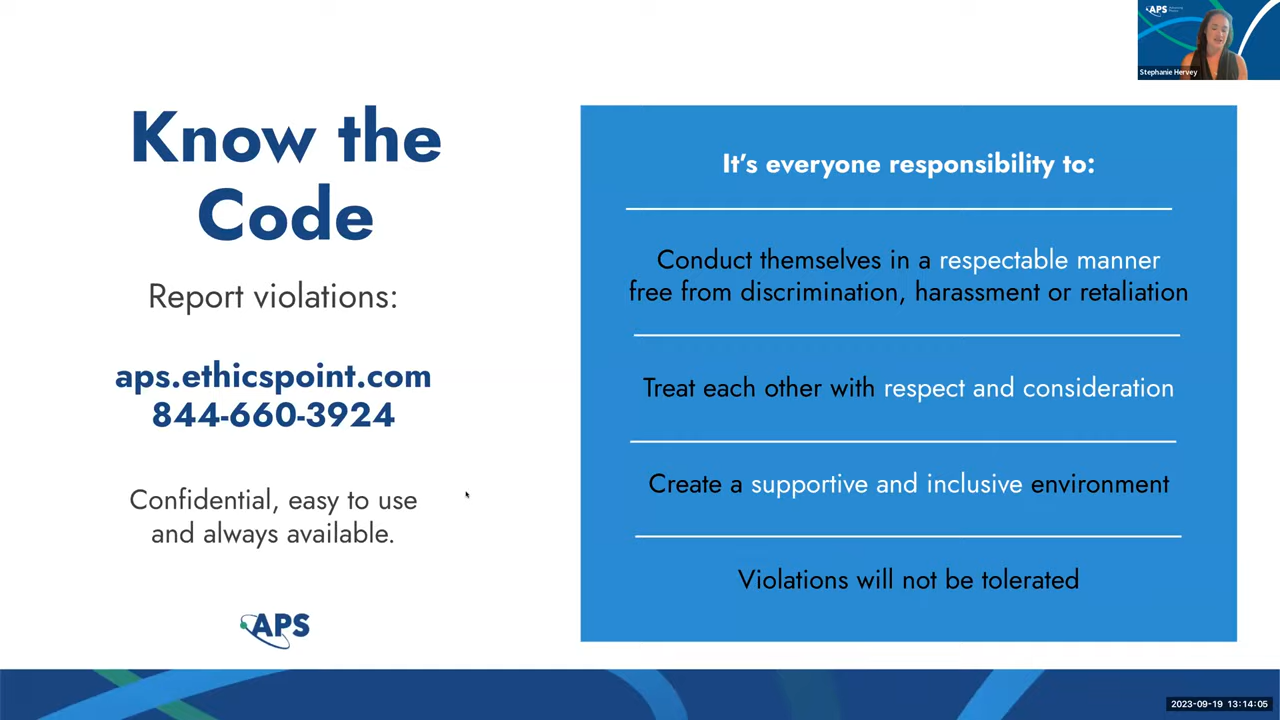 APS
Stephanie Hervey
Know the
Code
Report violations:
aps.ethicspoint.com
844-660-3924
Confidential, easy to use
and always available.
APS
It's everyone responsibility to:
Conduct themselves in a respectable manner
free from discrimination, harassment or retaliation
Treat each other with respect and consideration
Create a supportive and inclusive environment
Violations will not be tolerated
2023-09-19 13:14:05